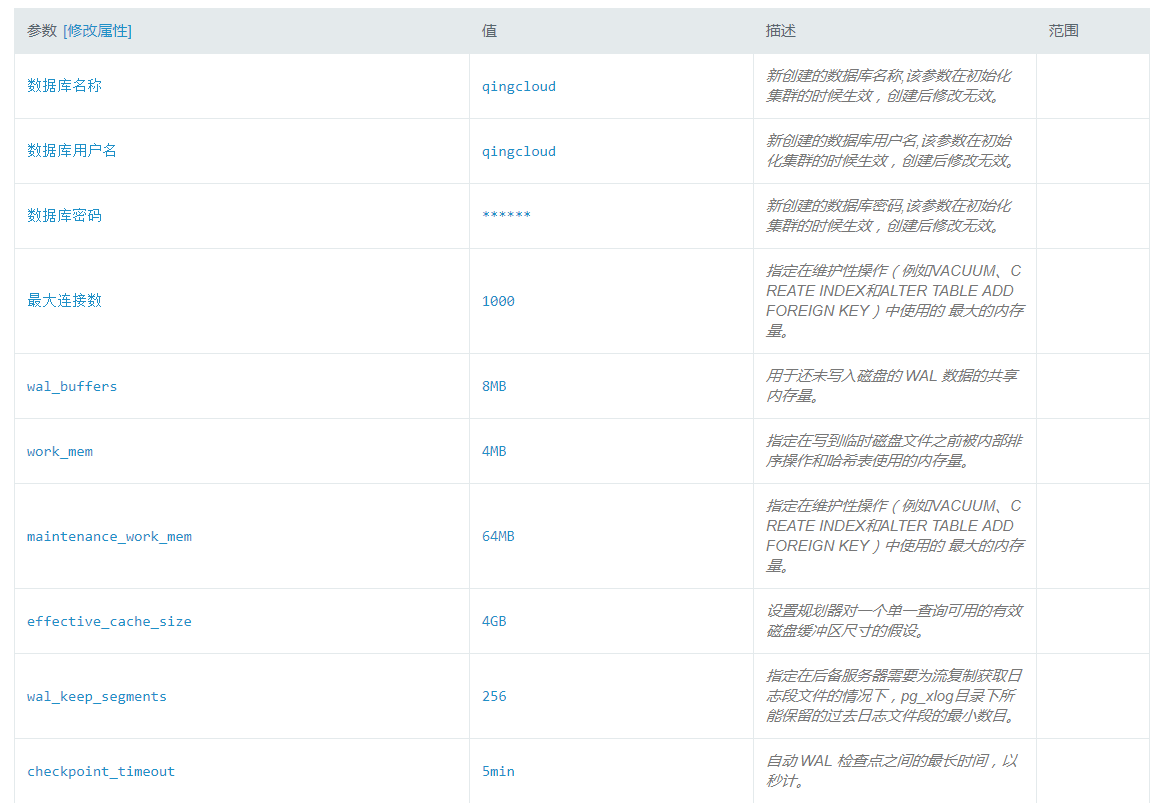 参数 [修改属性] 值 描述 范围
数据库名称 qingcloud 新创建的数据库名称,该参数在初始化
集群的时候生效，创建后修改无效。
数据库用户名 qingcloud 新创建的数据库用户名,该参数在初始
化集群的时候生效，创建后修改无效。
数据库密码 ****** 新创建的数据库密码,该参数在初始化
集群的时候生效，创建后修改无效。
最大连接数 1000 指定在维护性操作（例如VACUUM、C
REATE INDEX和ALTER TABLE ADD
FOREIGN KEY）中使用的 最大的内存
量。
wal_buffers 8MB 用于还未写入磁盘的 WAL 数据的共享
内存量。
work_mem 4MB 指定在写到临时磁盘文件之前被内部排
序操作和哈希表使用的内存量。
maintenance_work_mem 64MB 指定在维护性操作（例如VACUUM、C
REATE INDEX和ALTER TABLE ADD
FOREIGN KEY）中使用的 最大的内存
量。
effective_cache_size 4GB 设置规划器对一个单一查询可用的有效
磁盘缓冲区尺寸的假设。
wal_keep_segments 256 指定在后备服务器需要为流复制获取日
志段文件的情况下，pg_xlog目录下所
能保留的过去日志文件段的最小数目。
checkpoint_timeout 5min 自动 WAL 检查点之间的最长时间，以
秒计。